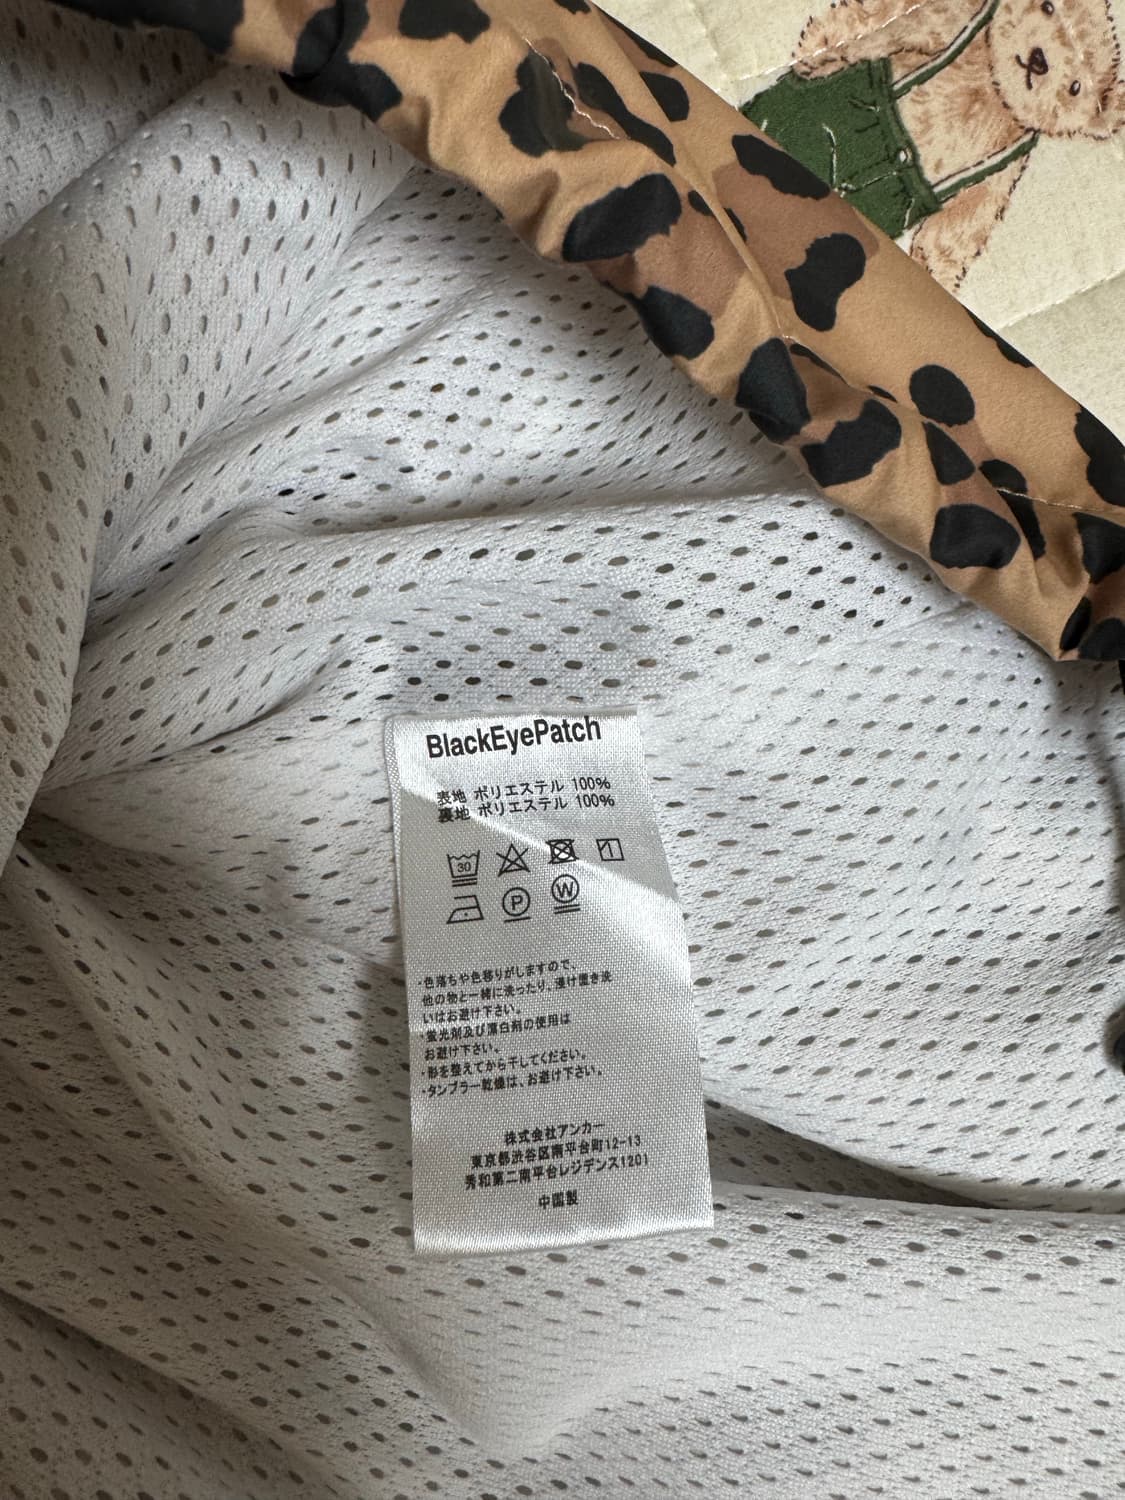 BlackEyePatch
表地 ポリエステル 100%
裏地 ポリエステル 100%
30
P
W
・色落ちや色移りがしますので、
他の物と一緒に洗ったり、浸け置き洗
いはお避け下さい。
・蛍光剤及び漂白剤の使用は
お避け下さい。
・形を整えてから干してください。
・タンブラー乾燥は、お避け下さい。
株式会社アンカー
東京都渋谷区南平台町12-13
秀和第二南平台レジデンス1201
中国製